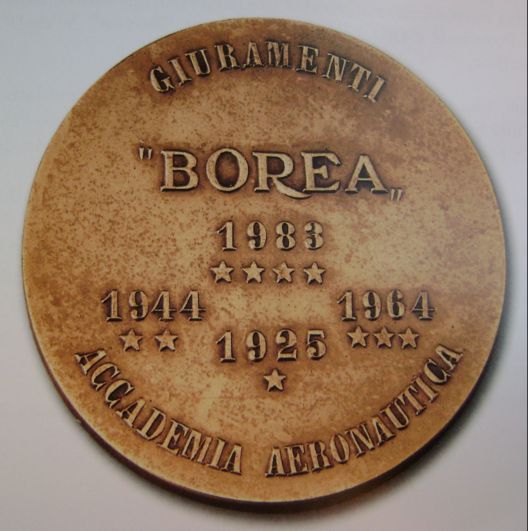 GIURAMENTI
"BOREA„
1983
★★★★
1944 1964
★★ ★★★
1925
★
ACCADEMIA AERONAUTICA